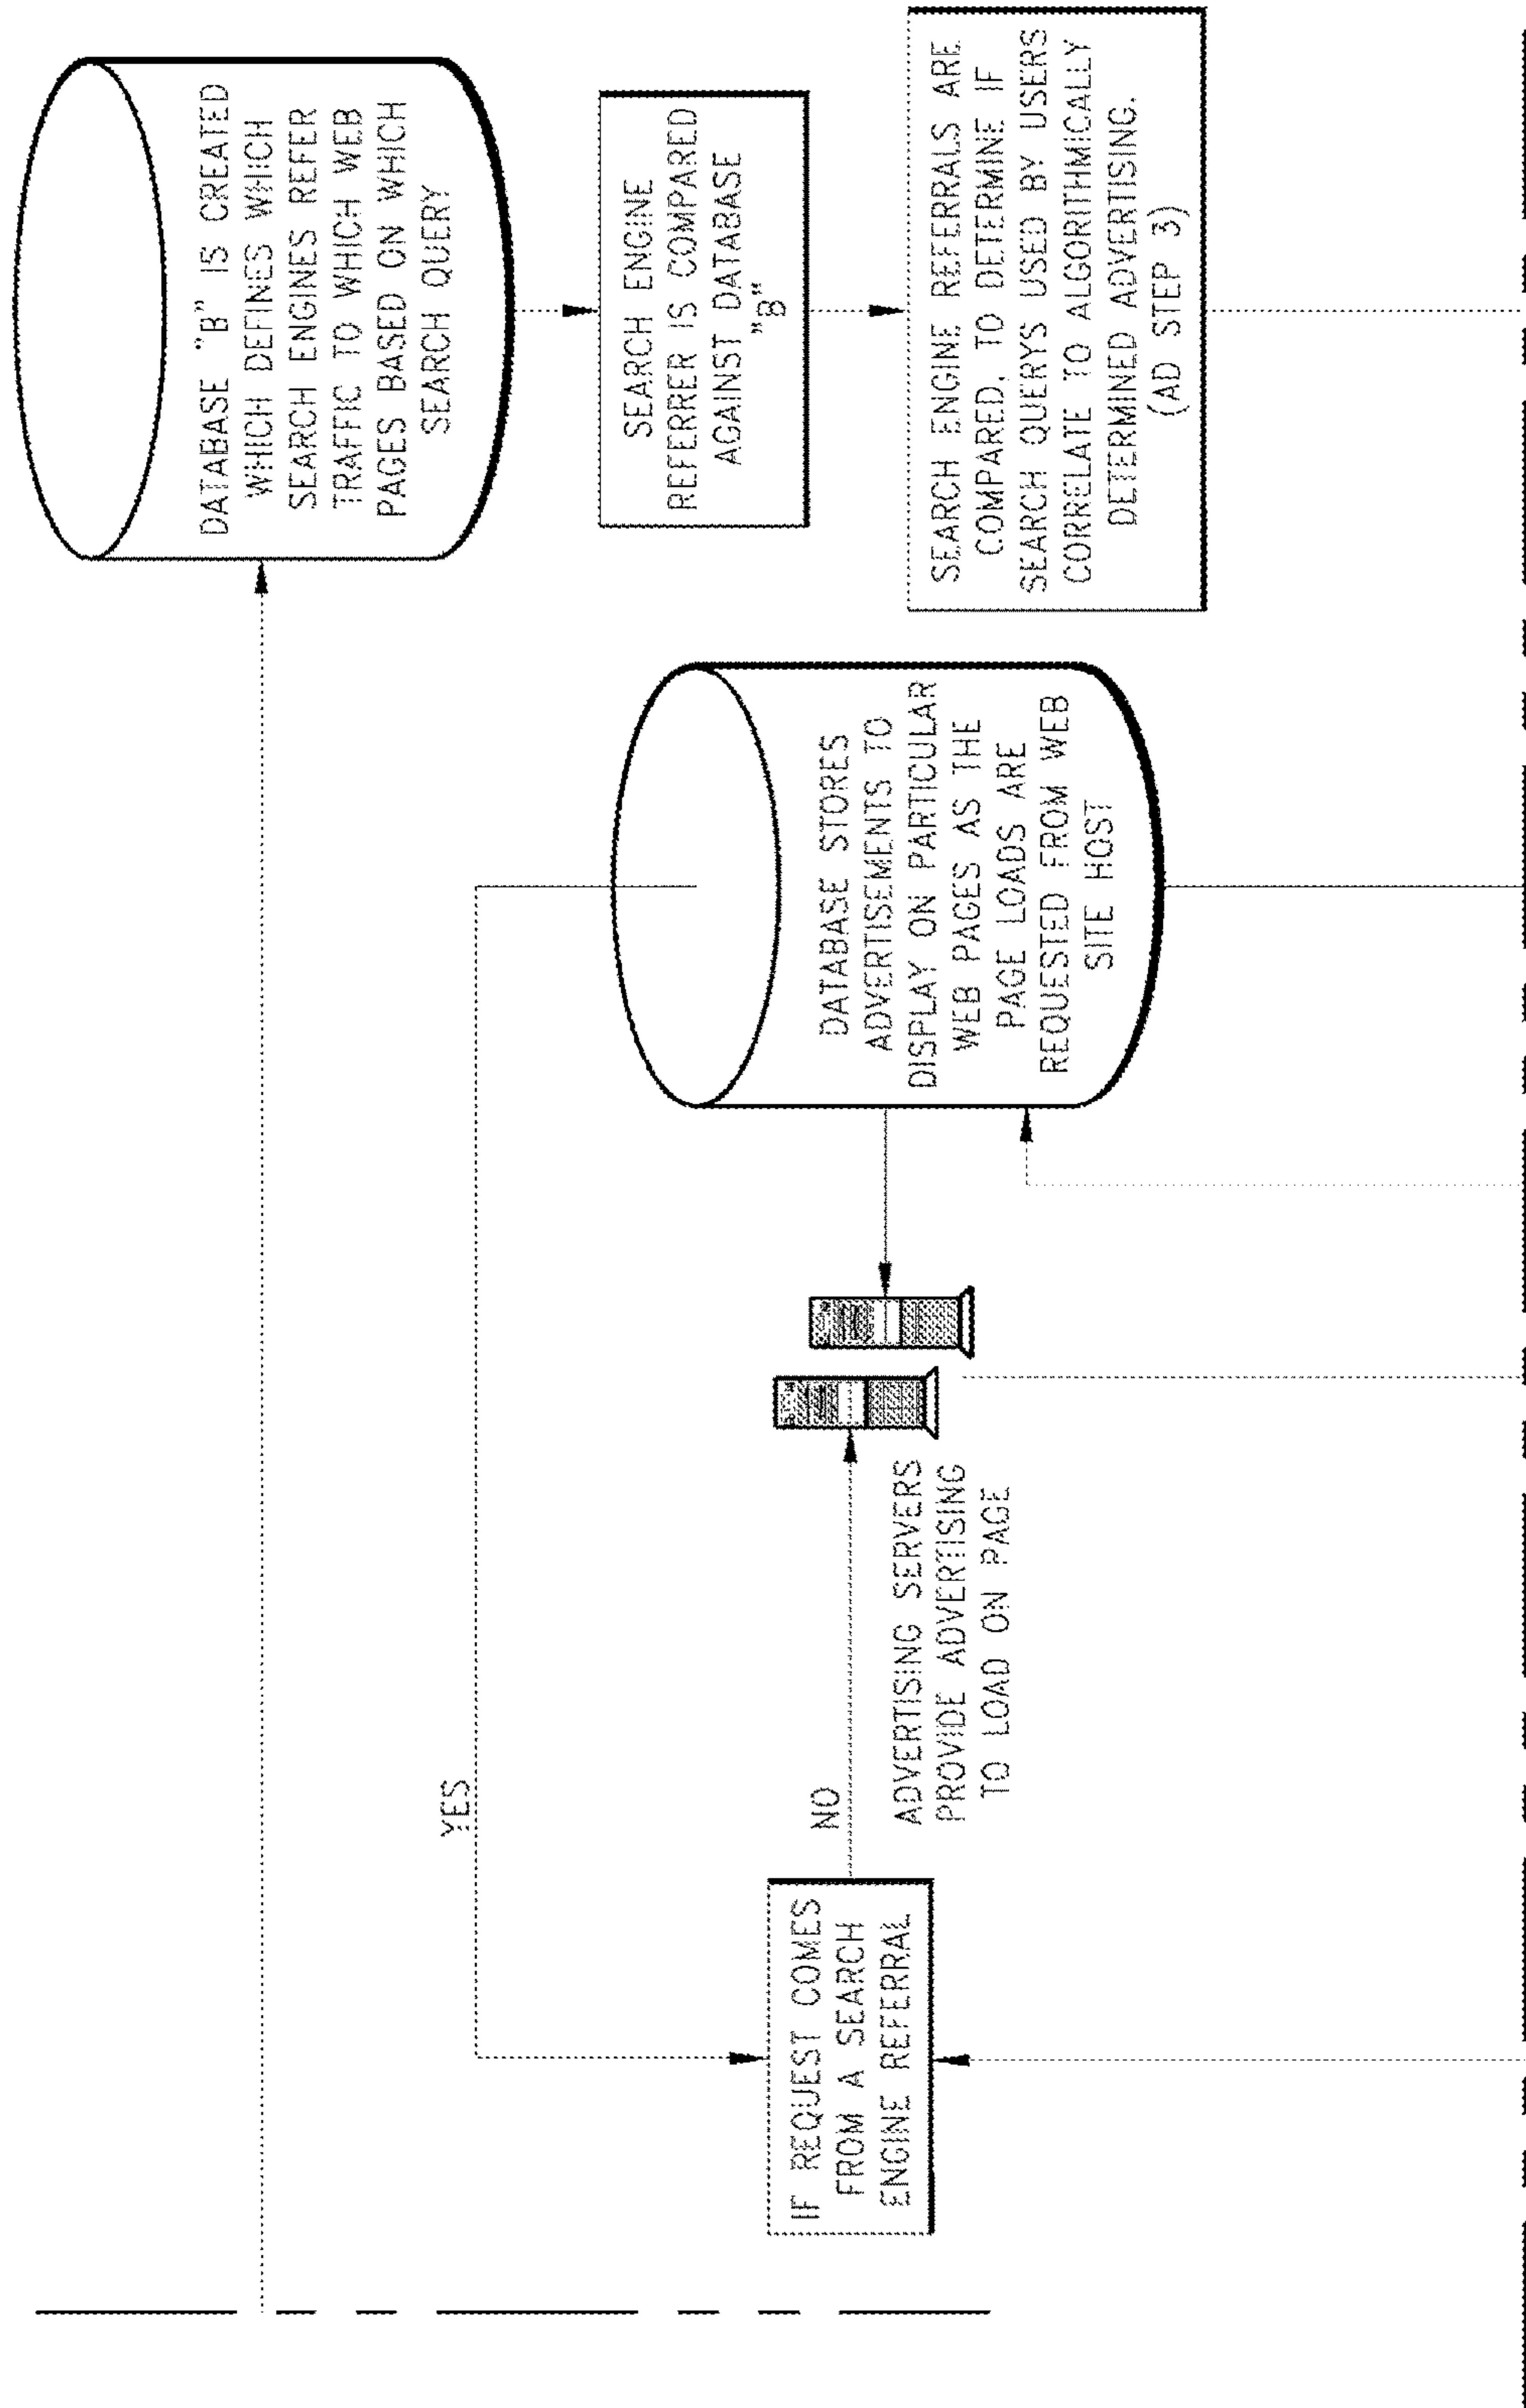 DATABASE "B" IS CREATED
WHICH DEFINES WHICH
SEARCH ENGINES REFER
TRAFFIC TO WHICH WEB
PAGES BASED ON WHICH
SEARCH QUERY
SEARCH ENGINE
REFERRER IS COMPARED
AGAINST DATABASE
"B"
SEARCH ENGINE REFERRALS ARE
COMPARED, TO DETERMINE IF
SEARCH QUERYS USED BY USERS
CORRELATE TO ALGORITHMICALLY
DETERMINED ADVERTISING.
(AD STEP 3)
YES
DATABASE STORES
ADVERTISEMENTS TO
DISPLAY ON PARTICULAR
WEB PAGES AS THE
PAGE LOADS ARE
REQUESTED FROM WEB
SITE HOST
IF REQUEST COMES
FROM A SEARCH
ENGINE REFERRAL
NO
ADVERTISING SERVERS
PROVIDE ADVERTISING
TO LOAD ON PAGE